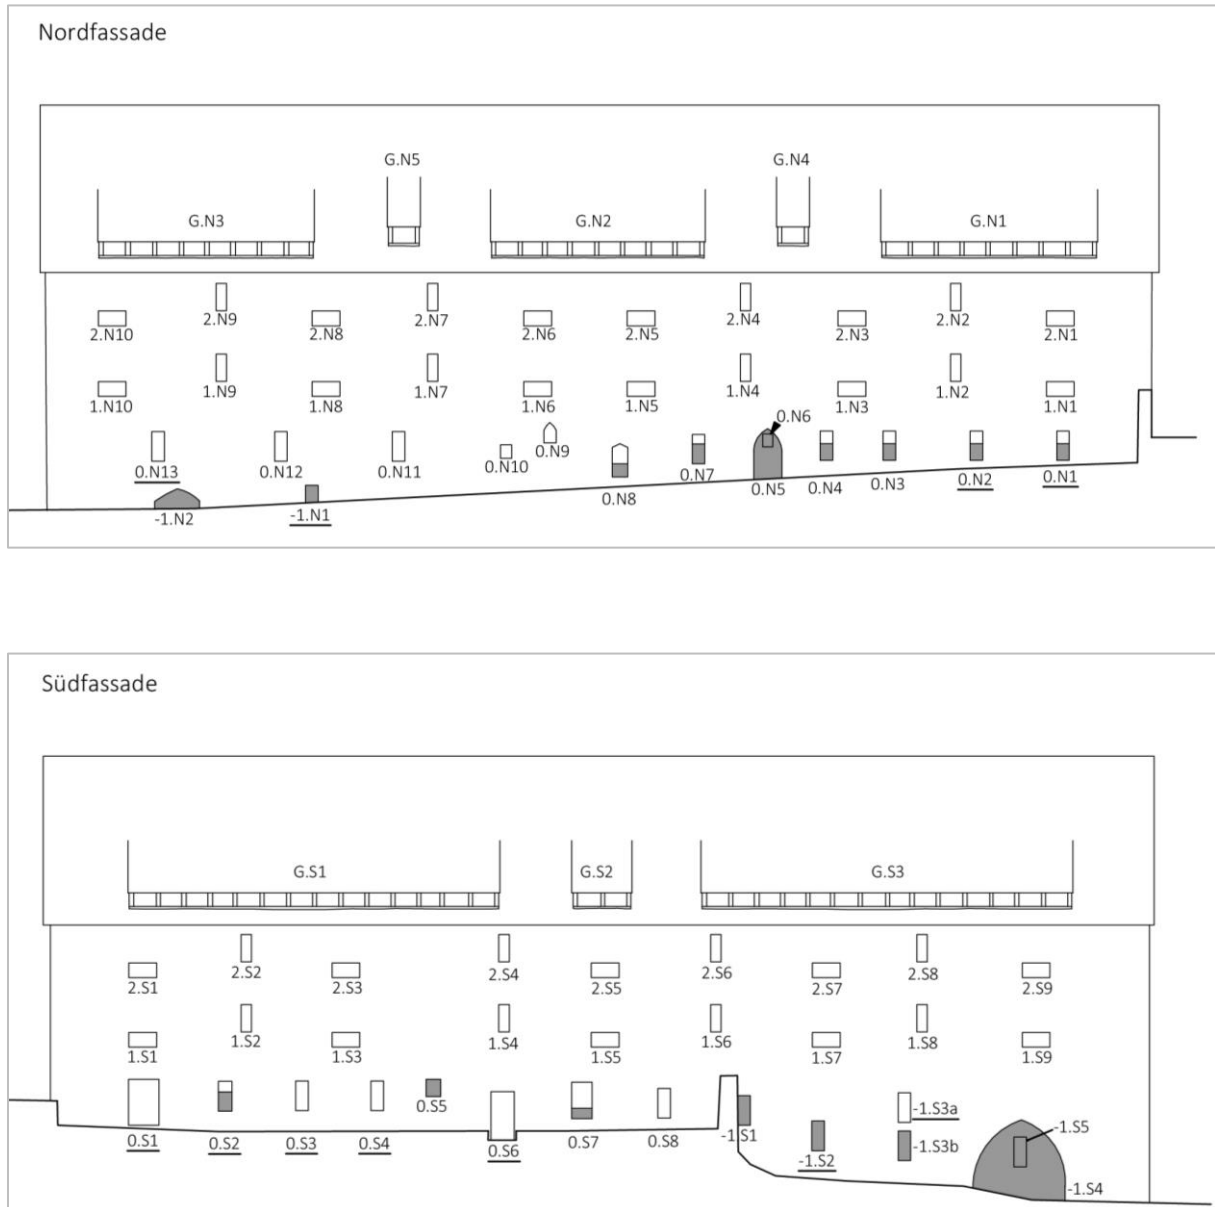 Nordfassade
G.N5 G.N4
G.N3 G.N2 G.N1
2.N9 2.N7 2.N4 2.N2
2.N10 2.N8 2.N6 2.N5 2.N3 2.N1
1.N9 1.N7 1.N4 1.N2
1.N10 1.N8 1.N6 1.N5 1.N3 1.N1
0.N6
0.N9
0.N13 0.N12 0.N11 0.N10 0.N7 0.N3 0.N2 0.N1
0.N8 0.N5 0.N4
-1.N2 -1.N1
Südfassade
G.S1 G.S2 G.S3
2.S2 2.S4 2.S6 2.S8
2.S1 2.S3 2.S5 2.S7 2.S9
1.S2 1.S4 1.S6 1.S8
1.S1 1.S3 1.S5 1.S7 1.S9
0.S5 -1.S3a
0.S1 0.S2 0.S3 0.S4 0.S6 0.S7 0.S8 -1.S1 -1.S5
-1.S3b
-1.S2
-1.S4